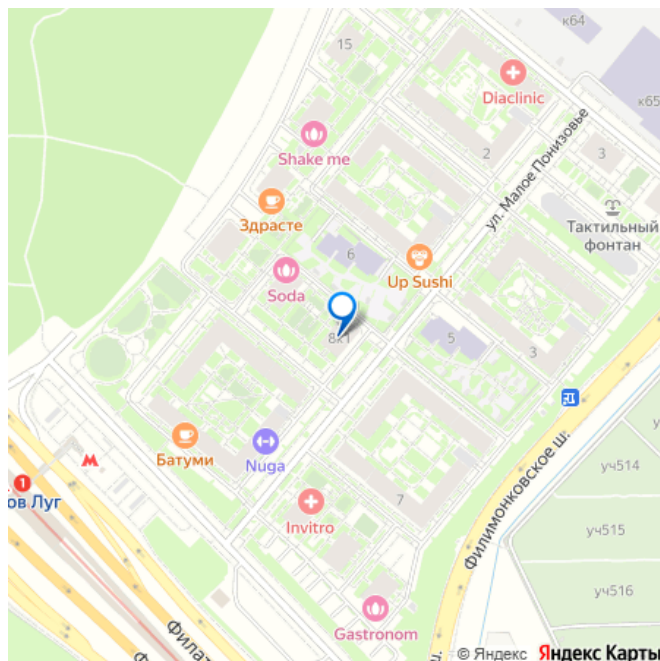 к64
15
Diaclinic
к65
Shake me
2
ул. Малое Понизовье
3
Здрасте
Тактильный
фонтан
6
Up Sushi
Soda
8к1
5
3
Батуми
Nuga
7
Филимонковское ш.
уч514
1
ов Луг
Invitro
уч515
уч516
Gastronom
Филат
ш.
© Яндекс Яндекс Карты